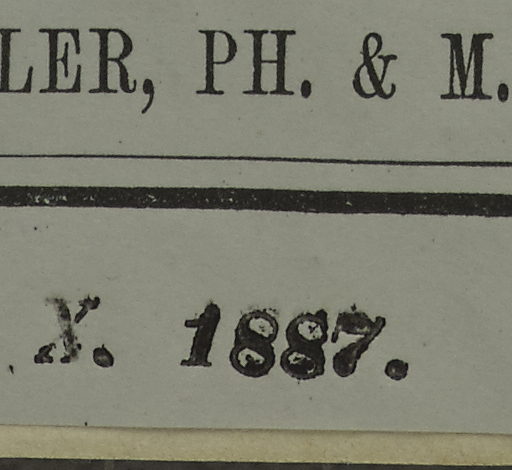 LER, PH. & M.
X. 1887.